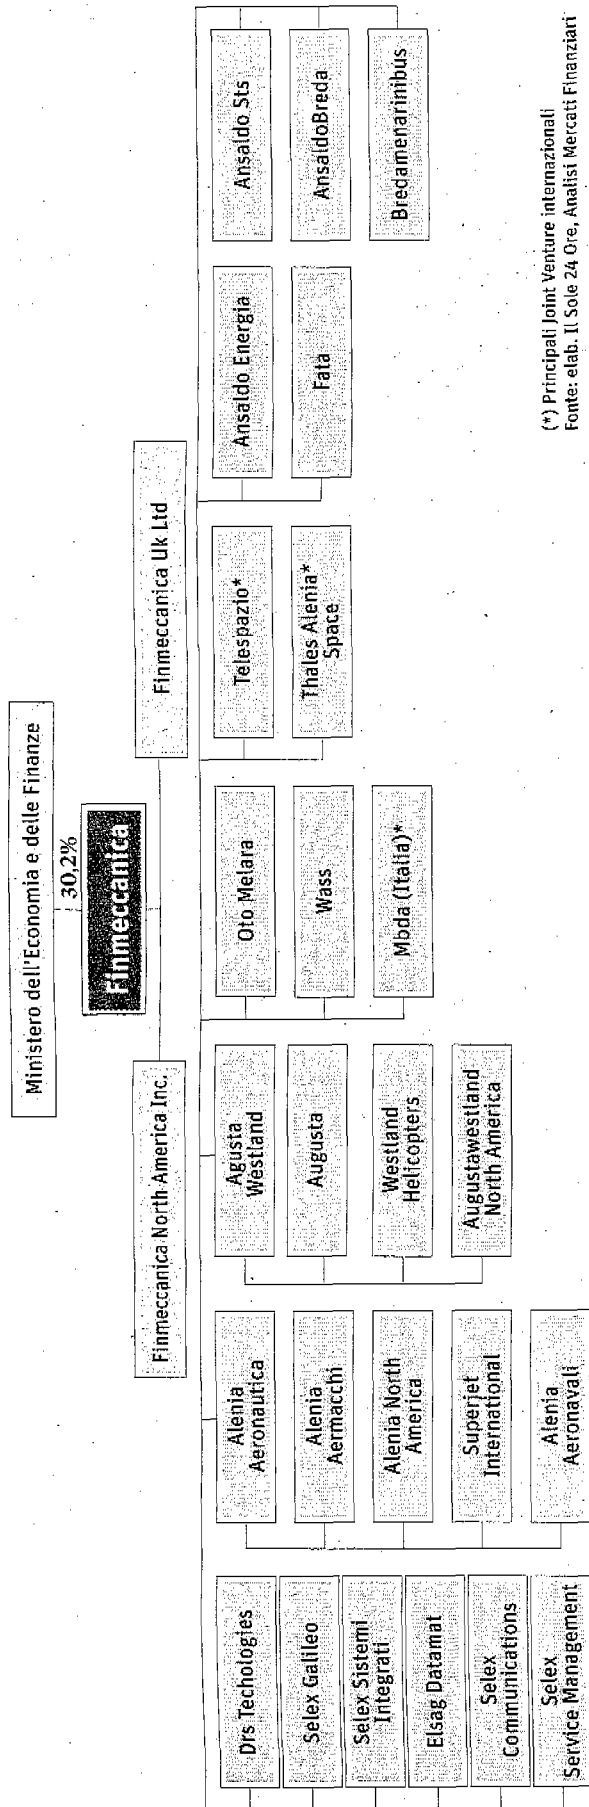 Ministero dell'Economia e delle Finanze
30,2%
Finmeccanica
Finmeccanica North America Inc.
Finmeccanica Uk Ltd
Drs Techologies
Selex Galileo
Selex Sistemi
Integrati
Elsag Datamat
Selex
Communications
Selex
Service Management
Alenia
Aeronautica
Alenia
Aermacchi
Alenia North
America
Superjet
International
Alenia
Aeronavali
Agusta
Westland
Augusta
Westland
Helicopters
Augustawestland
North America
Oto Melara
Wass
Mbda (Italia)*
Telespazio*
Thales Alenia*
Space
Ansaldo Energia
Fata
Ansaldo Sts
AnsaldoBreda
Bredamenarinibus
(*) Principali Joint Venture internazionali
Fonte: elab. Il Sole 24 Ore, Analisi Mercati Finanziari